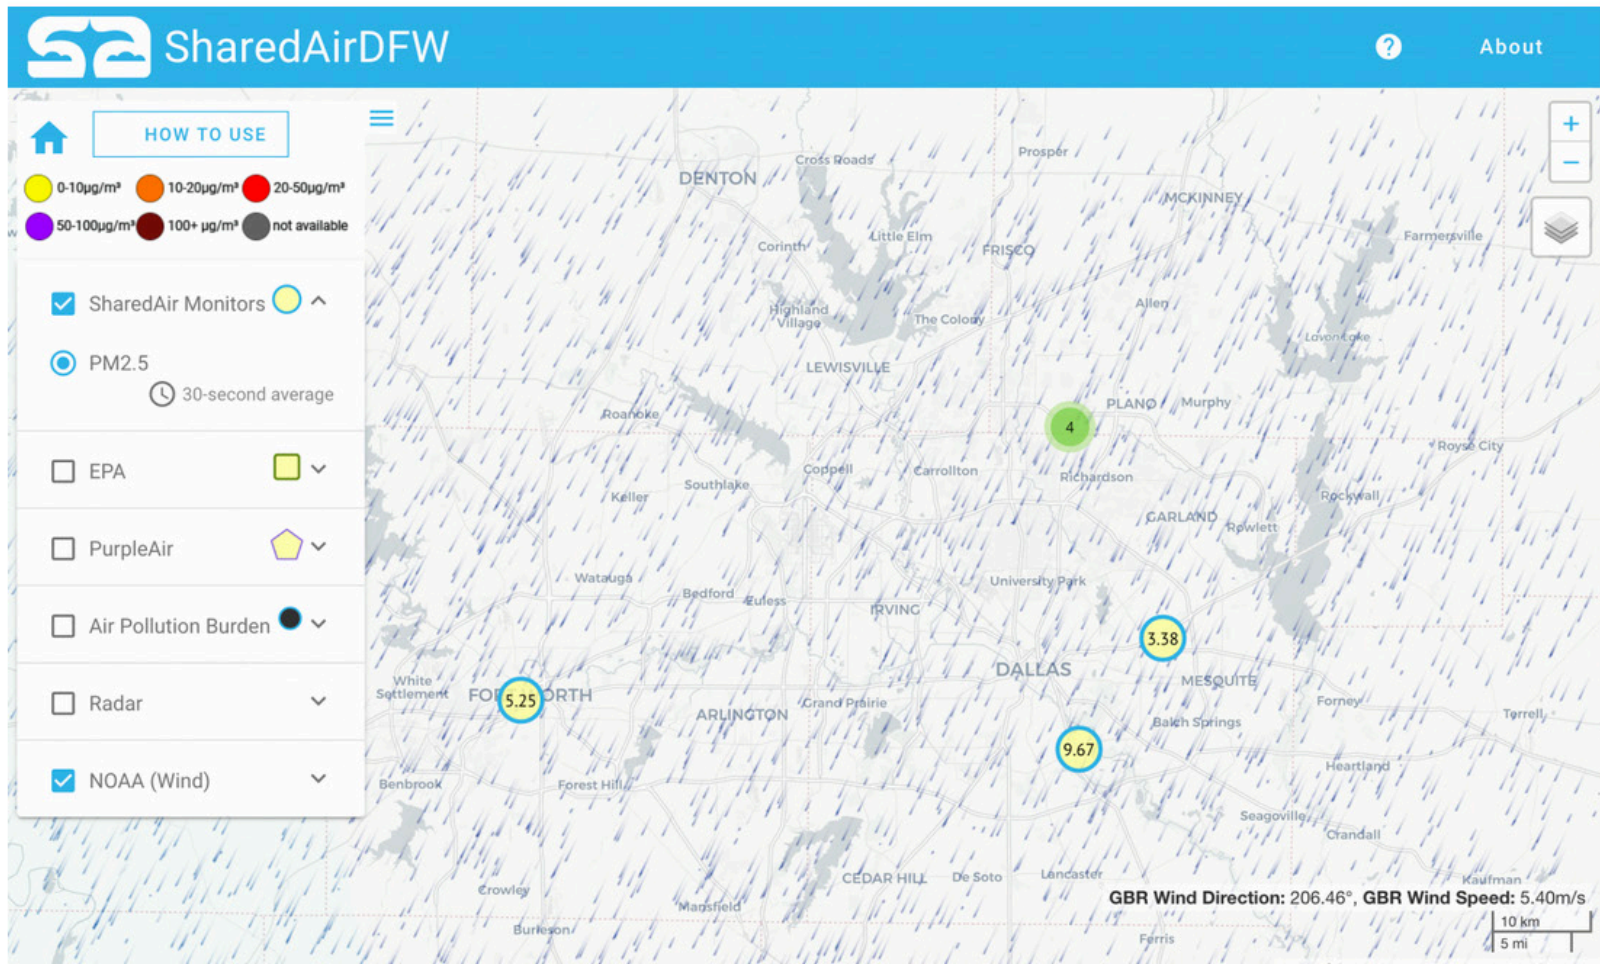 SharedAirDFW
?
About
HOW TO USE
0-10µg/m³ 10-20µg/m³ 20-50µg/m³
50-100µg/m³ 100+ µg/m³ not available
SharedAir Monitors
PM2.5
30-second average
EPA
PurpleAir
Air Pollution Burden
Radar
NOAA (Wind)
+
−
Cross Roads
Prosper
DENTON
MCKINNEY
Little Elm
Farmersville
Corinth
FRISCO
Allen
Highland
Village
The Colony
Lavon Lake
LEWISVILLE
PLANO
Murphy
Roanoke
4
Royse City
Coppell
Carrollton
Richardson
Southlake
Keller
Rockwall
GARLAND
Rowlett
Watauga
University Park
Bedford
Euless
IRVING
3.38
DALLAS
MESQUITE
White
Settlement
FORT WORTH
5.25
Grand Prairie
Forney
ARLINGTON
Terrell
Balch Springs
9.67
Heartland
Benbrook
Forest Hill
Seagoville
Crandall
CEDAR HILL
De Soto
Lancaster
Kaufman
Crowley
GBR Wind Direction: 206.46°, GBR Wind Speed: 5.40m/s
Mansfield
10 km
Burleson
Ferris
5 mi